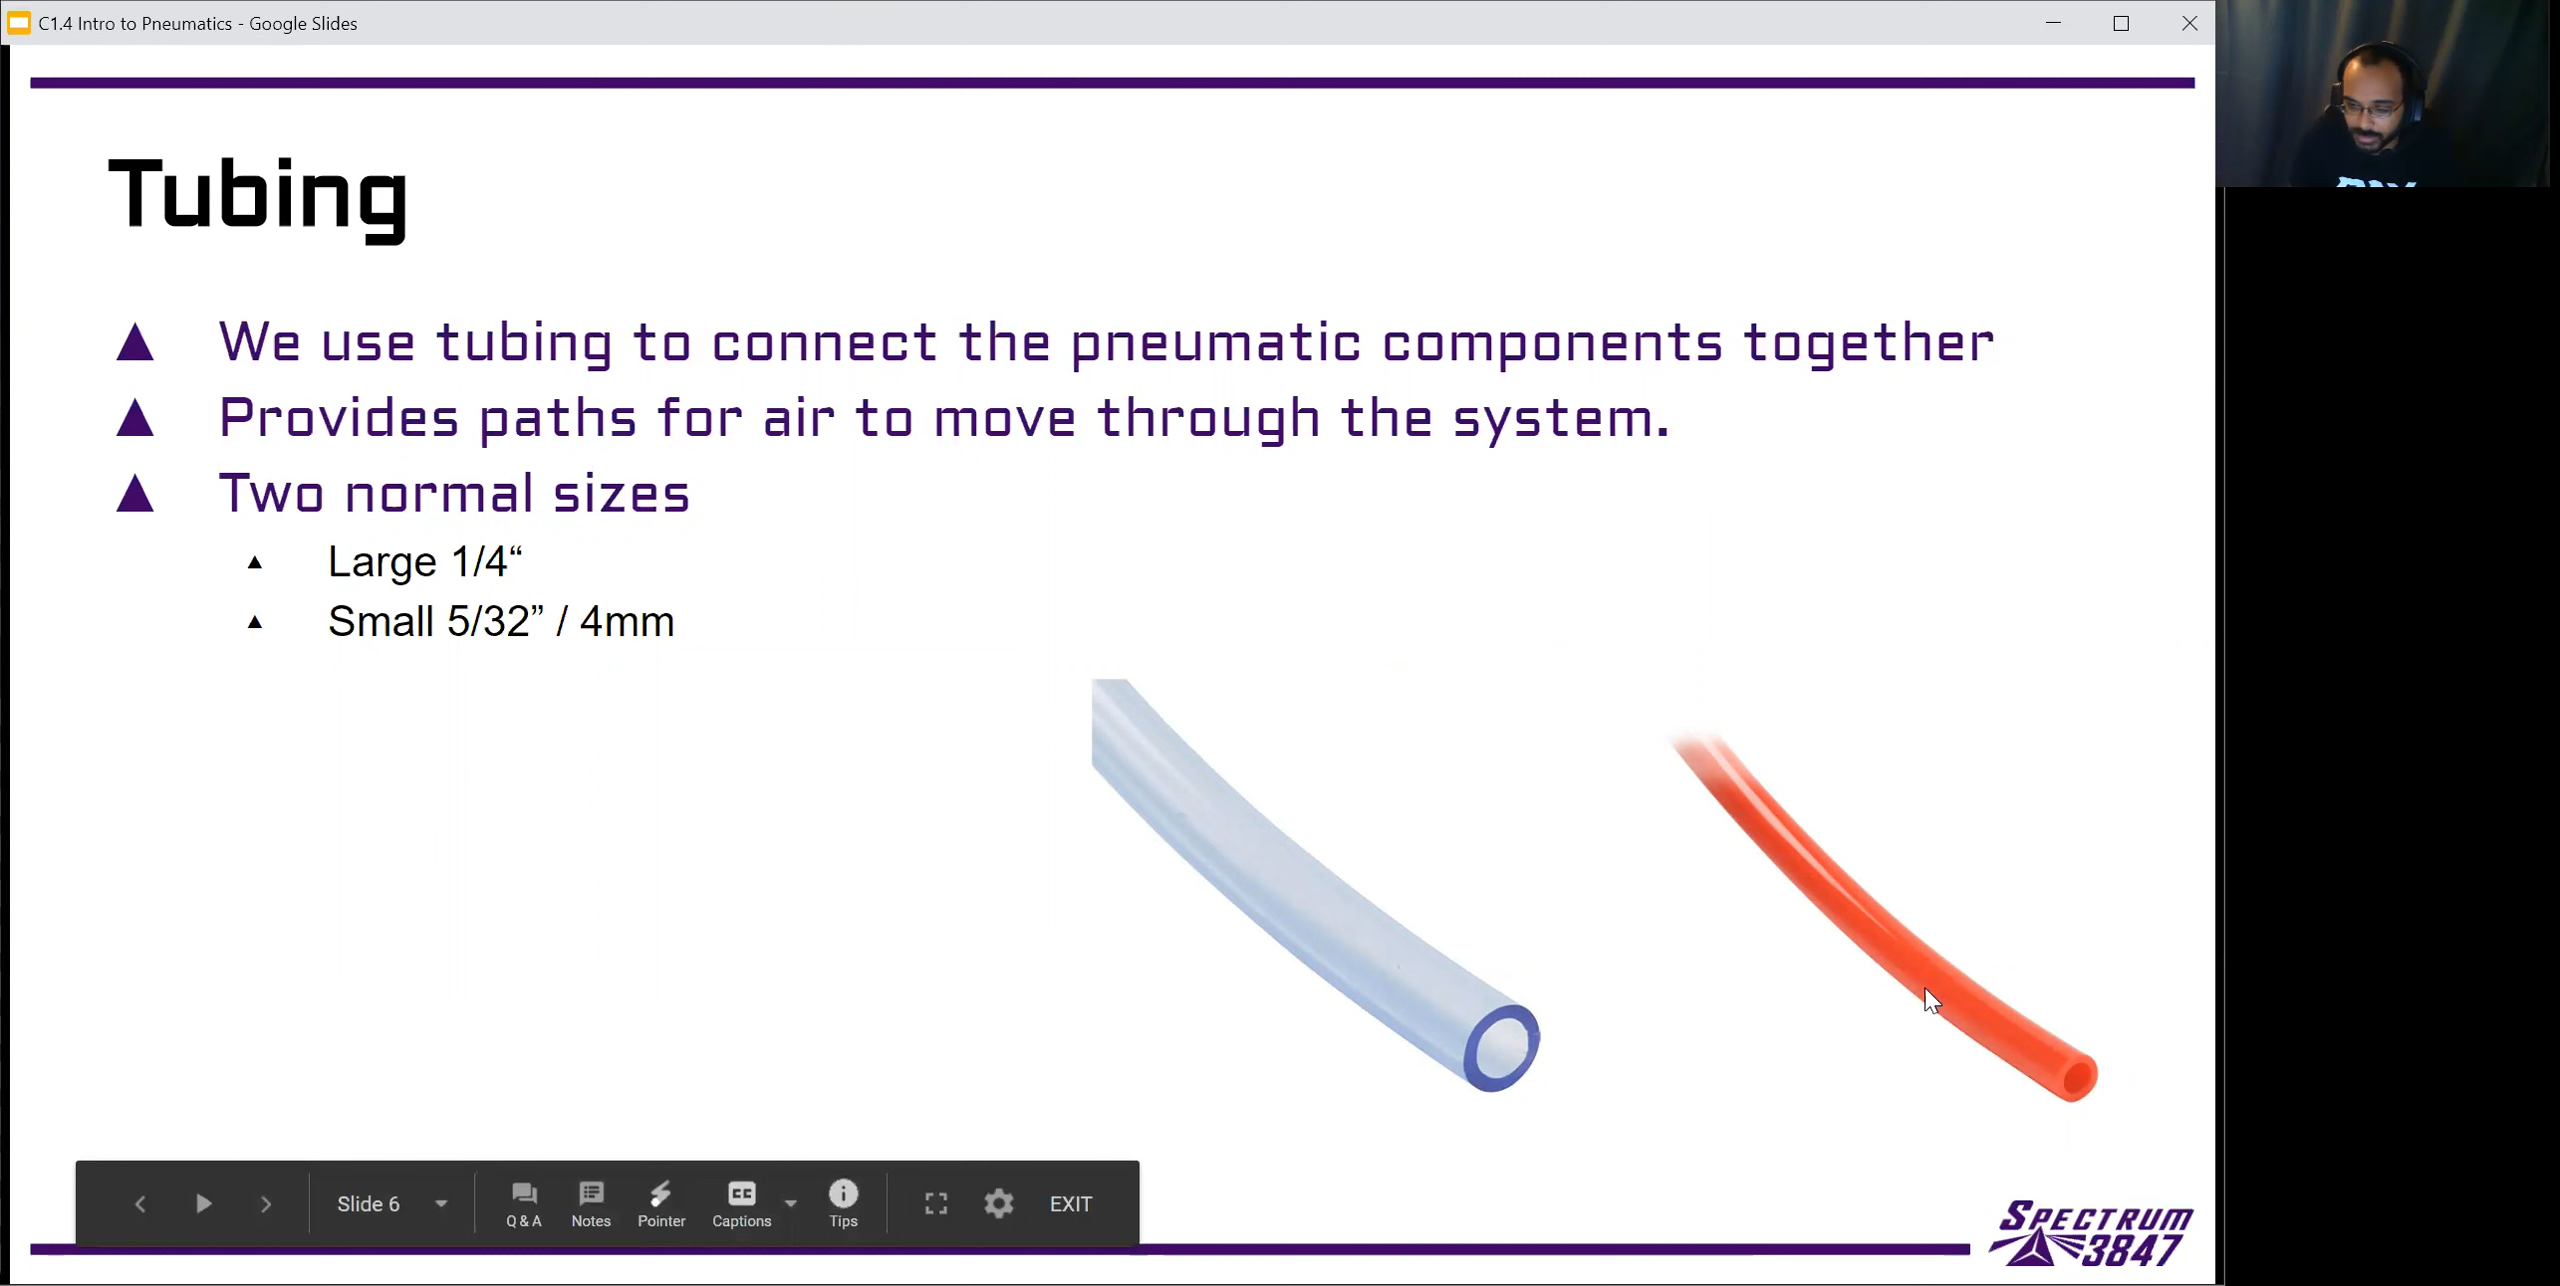 C1.4 Intro to Pneumatics - Google Slides
Tubing
▲ We use tubing to connect the pneumatic components together
▲ Provides paths for air to move through the system.
▲ Two normal sizes
▲ Large 1/4“
▲ Small 5/32” / 4mm
Slide 6
Q & A
Notes
Pointer
CC
Captions
Tips
EXIT
SPECTRUM
3847